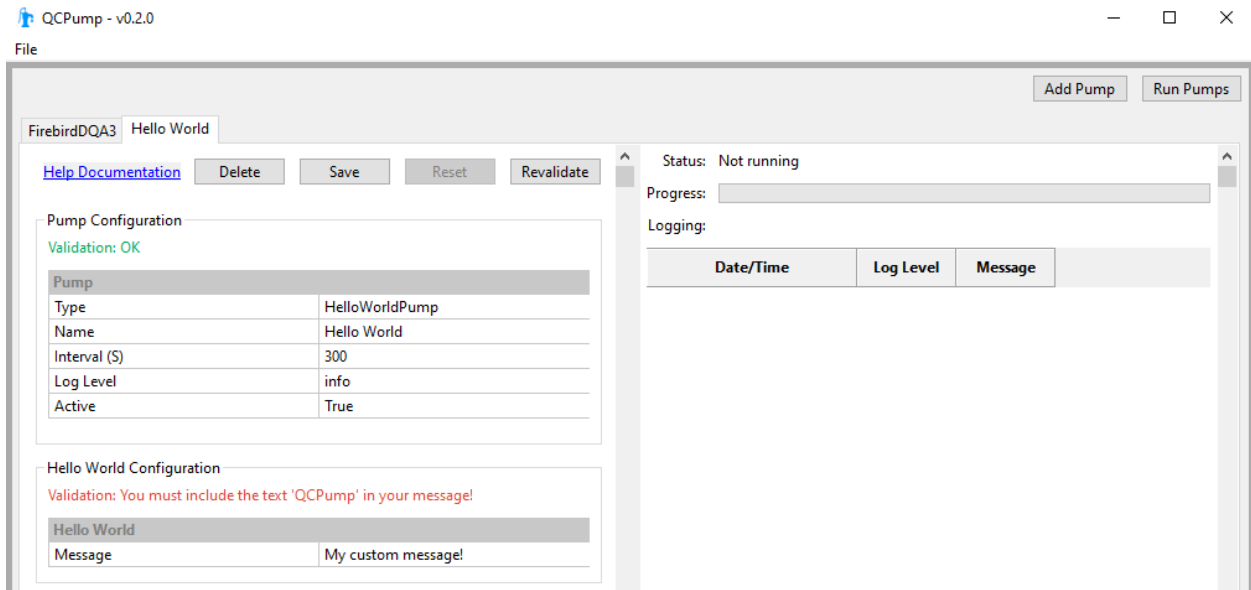 QCPump - v0.2.0
File
Add Pump Run Pumps
FirebirdDQA3 Hello World
Help Documentation Delete Save Reset Revalidate
Pump Configuration
Validation: OK
Pump
Type HelloWorldPump
Name Hello World
Interval (S) 300
Log Level info
Active True
Hello World Configuration
Validation: You must include the text 'QCPump' in your message!
Hello World
Message My custom message!
Status: Not running
Progress:
Logging:
Date/Time Log Level Message